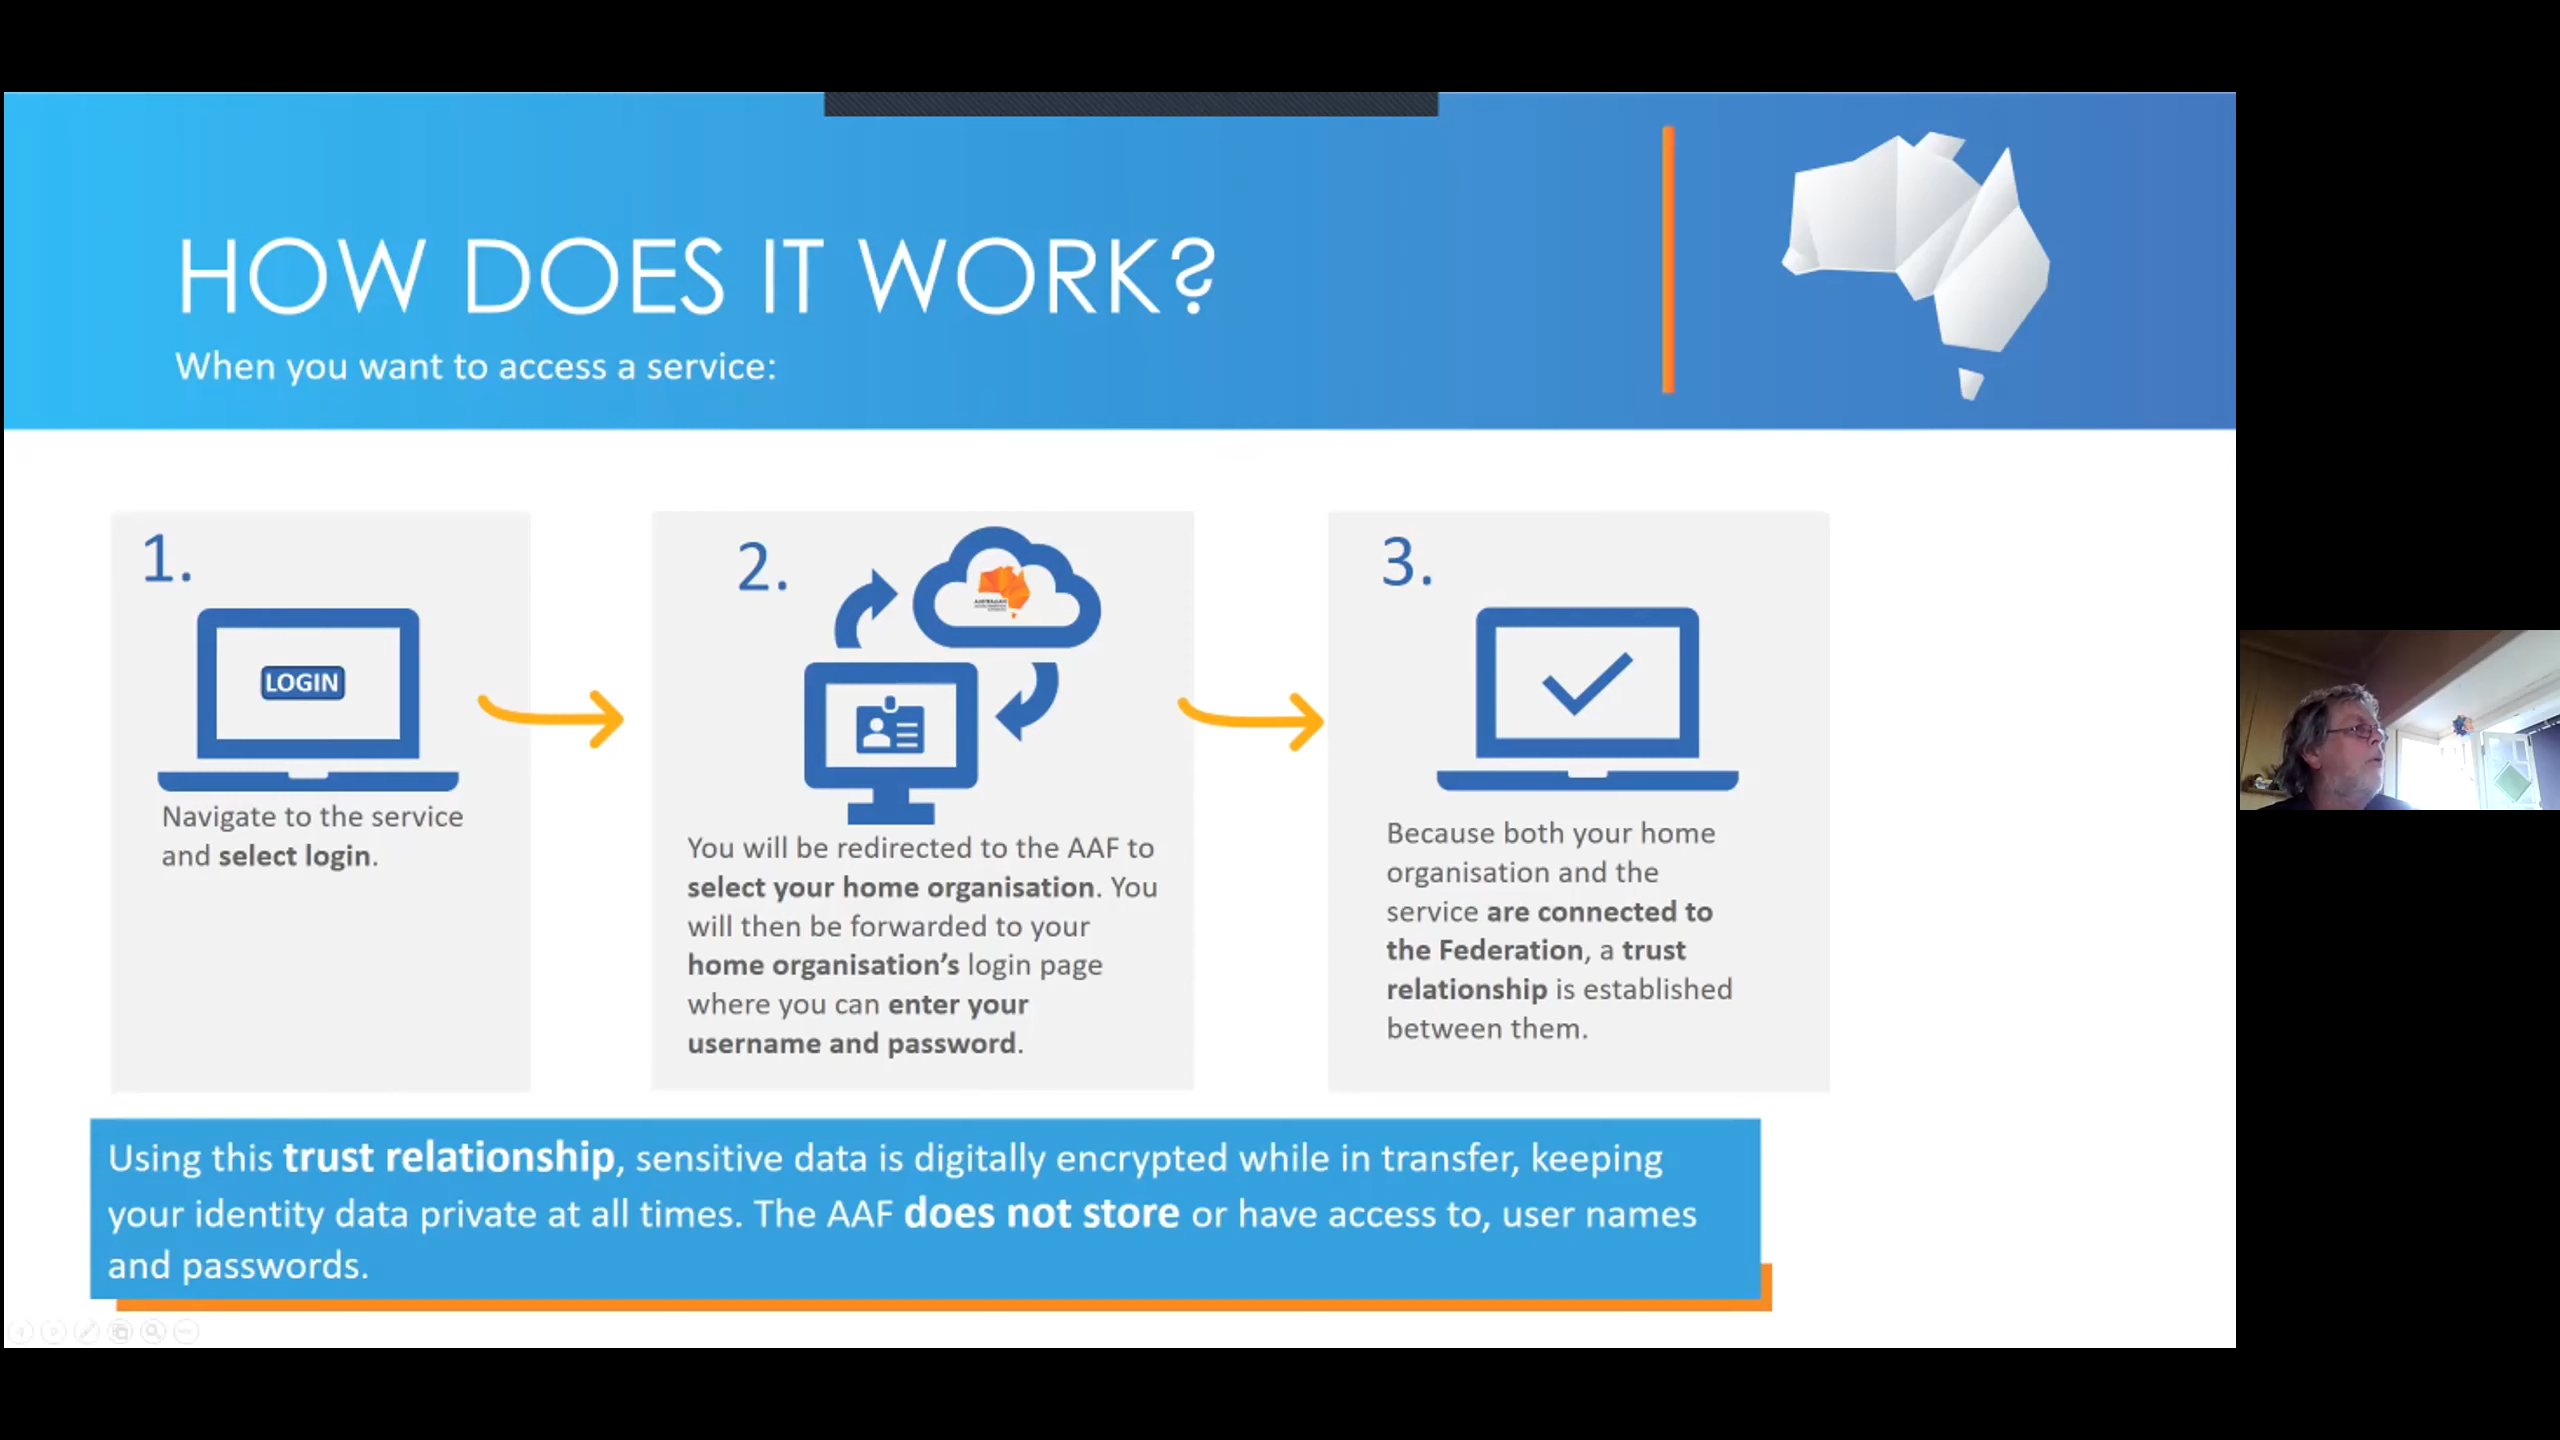 HOW DOES IT WORK?
When you want to access a service:
1.
LOGIN
Navigate to the service
and select login.
2.
You will be redirected to the AAF to
select your home organisation. You
will then be forwarded to your
home organisation's login page
where you can enter your
username and password.
3.
Because both your home
organisation and the
service are connected to
the Federation, a trust
relationship is established
between them.
Using this trust relationship, sensitive data is digitally encrypted while in transfer, keeping
your identity data private at all times. The AAF does not store or have access to, user names
and passwords.